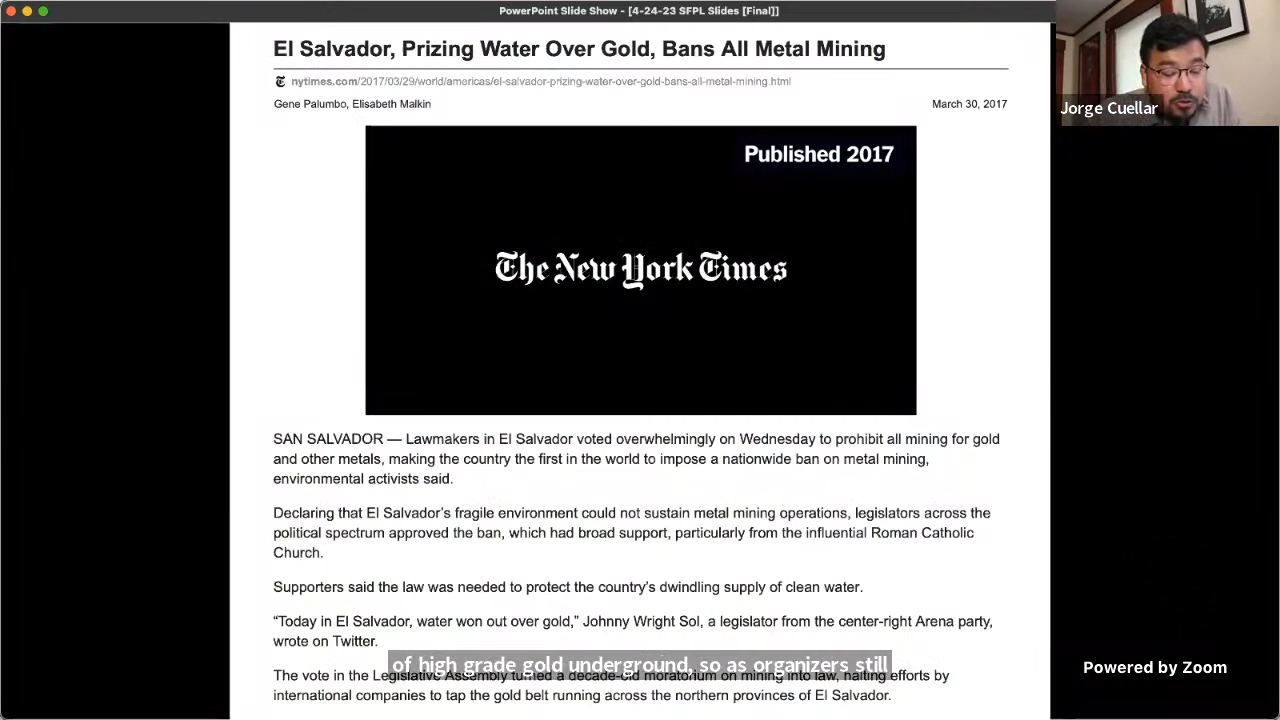 PowerPoint Slide Show - [4-24-23 SFPL Slides [Final]]
El Salvador, Prizing Water Over Gold, Bans All Metal Mining
nytimes.com/2017/03/29/world/americas/el-salvador-prizing-water-over-gold-bans-all-metal-mining.html
Gene Palumbo, Elisabeth Malkin
March 30, 2017
Jorge Cuellar
Published 2017
The New York Times
SAN SALVADOR — Lawmakers in El Salvador voted overwhelmingly on Wednesday to prohibit all mining for gold
and other metals, making the country the first in the world to impose a nationwide ban on metal mining,
environmental activists said.
Declaring that El Salvador’s fragile environment could not sustain metal mining operations, legislators across the
political spectrum approved the ban, which had broad support, particularly from the influential Roman Catholic
Church.
Supporters said the law was needed to protect the country’s dwindling supply of clean water.
“Today in El Salvador, water won out over gold,” Johnny Wright Sol, a legislator from the center-right Arena party,
wrote on Twitter.
of high grade gold underground, so as organizers still
The vote in the Legislative Assembly turned a decade-old moratorium on mining into law, halting efforts by
international companies to tap the gold belt running across the northern provinces of El Salvador.
Powered by Zoom